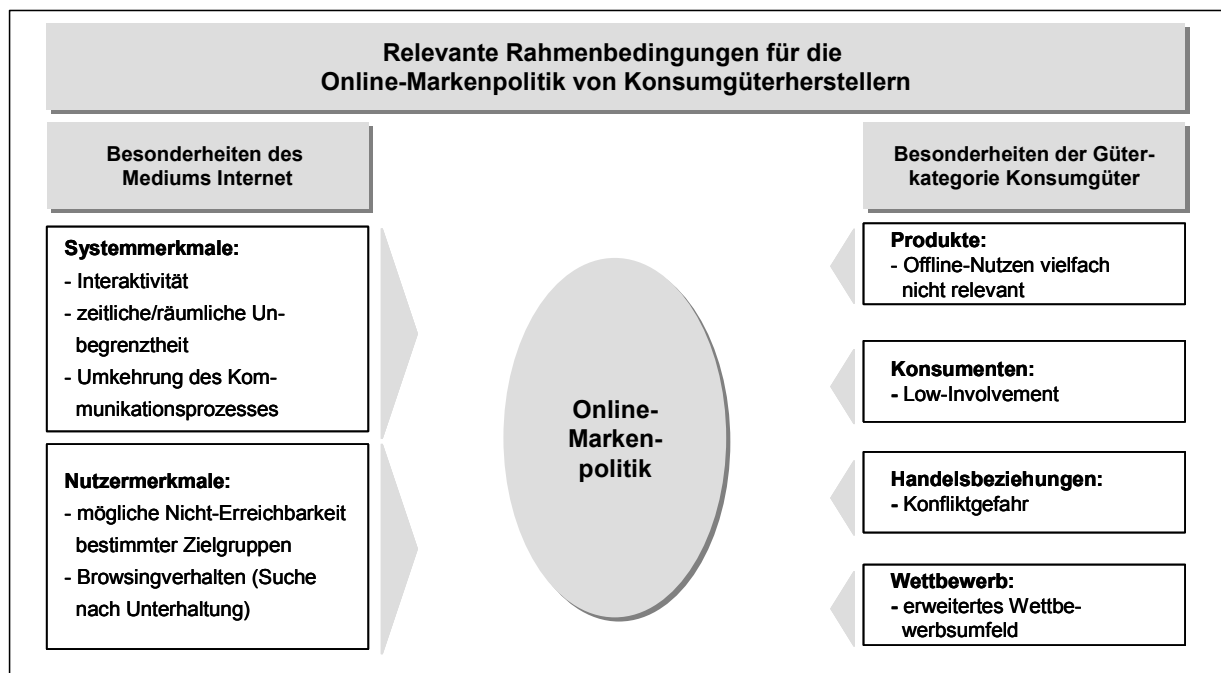 Relevante Rahmenbedingungen für die
Online-Markenpolitik von Konsumgüterherstellern
Besonderheiten des
Mediums Internet
Systemmerkmale:
- Interaktivität
- zeitliche/räumliche Un-
begrenztheit
- Umkehrung des Kom-
munikationsprozesses
Nutzermerkmale:
- mögliche Nicht-Erreichbarkeit
bestimmter Zielgruppen
- Browsingverhalten (Suche
nach Unterhaltung)
Online-
Marken-
politik
Besonderheiten der Güter-
kategorie Konsumgüter
Produkte:
- Offline-Nutzen vielfach
nicht relevant
Konsumenten:
- Low-Involvement
Handelsbeziehungen:
- Konfliktgefahr
Wettbewerb:
- erweitertes Wettbe-
werbsumfeld